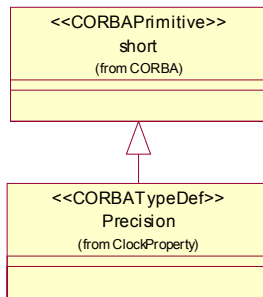 <<CORBAPrimitive>>
short
(from CORBA)
<<CORBATypeDef>>
Precision
(from ClockProperty)